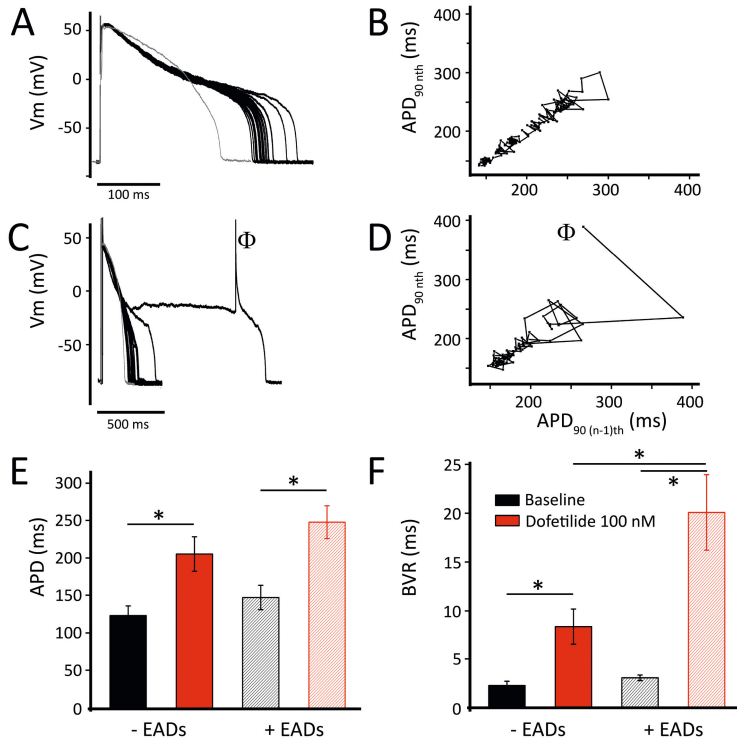 A
50
0
-50
Vm (mV)
100 ms
B
400
300
200
APD90 nth (ms)
200 300 400
C
Φ
50
0
-50
Vm (mV)
500 ms
D
Φ
400
350
300
250
200
APD90 nth (ms)
200 300 400
APD90 (n-1)th (ms)
E
300
250
200
150
100
50
0
APD (ms)
* *
- EADs + EADs
F
25
20
15
10
5
0
BVR (ms)
*
*
*
Baseline
Dofetilide 100 nM
- EADs + EADs